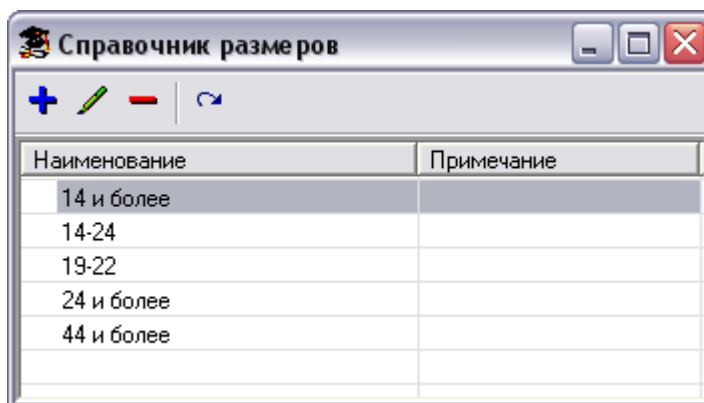 Справочник размеров
Наименование Примечание
14 и более
14-24
19-22
24 и более
44 и более